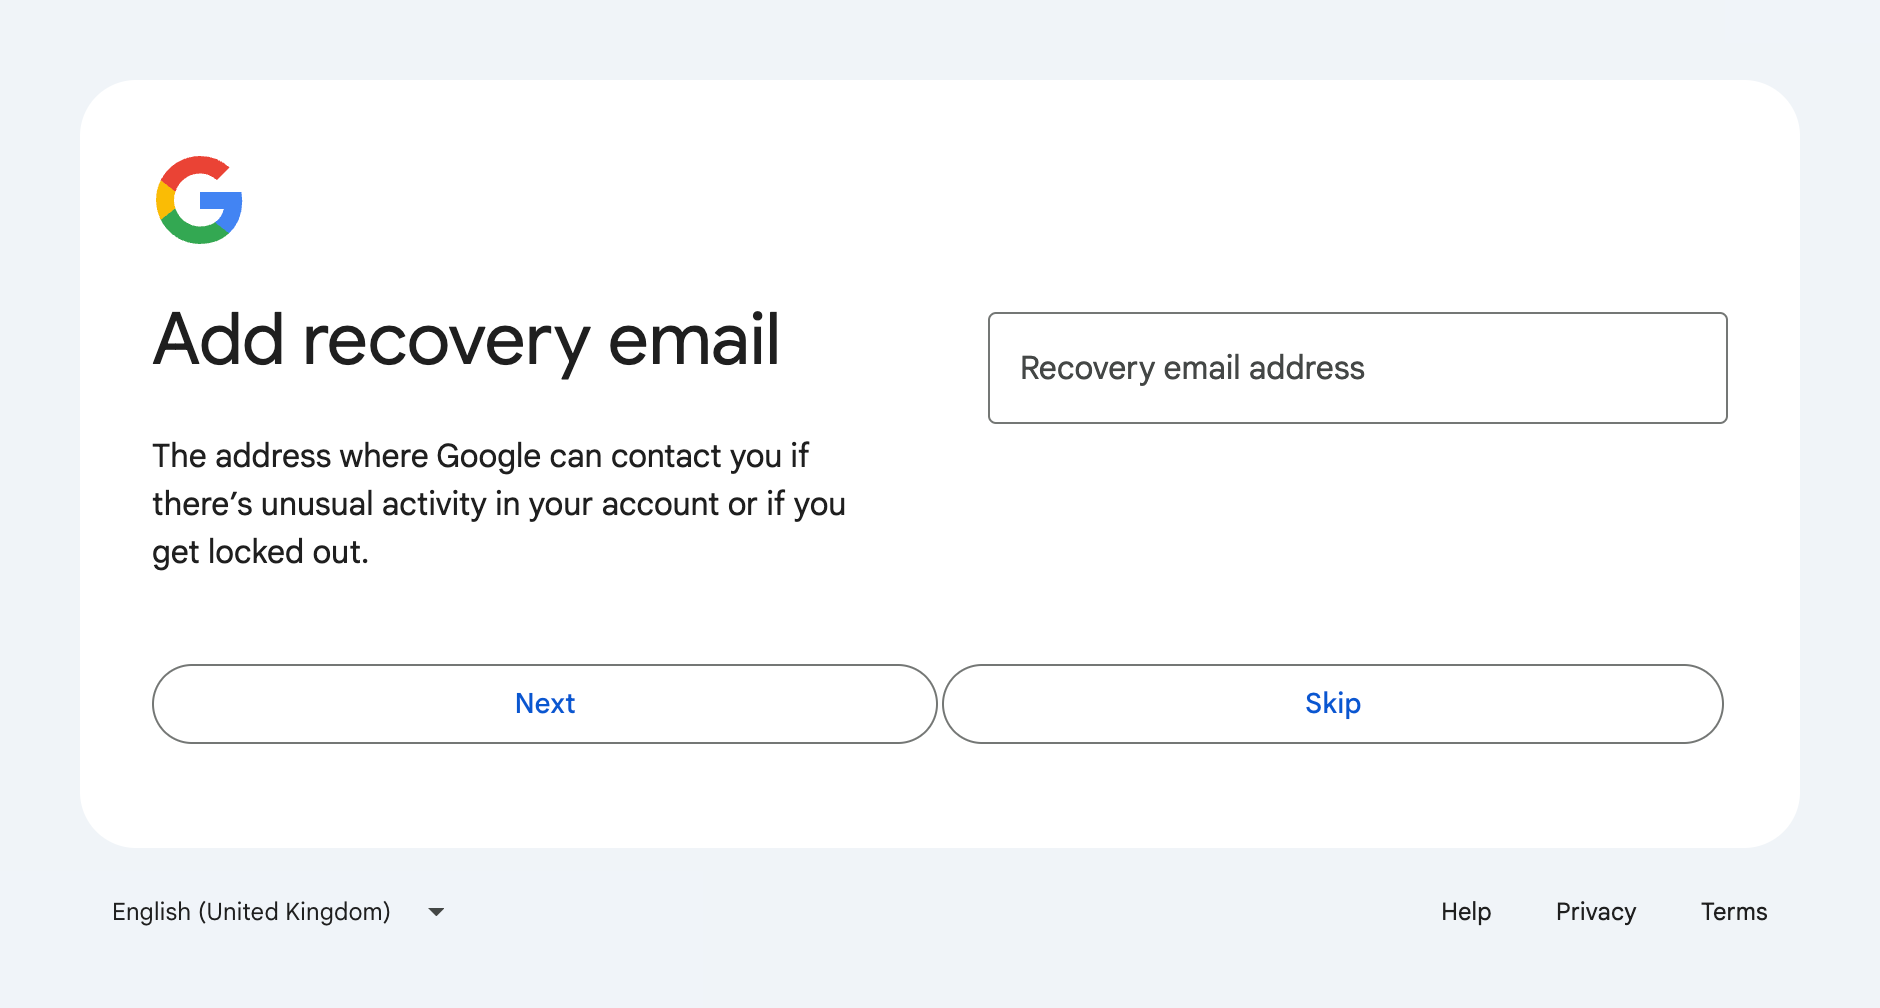 Add recovery email
The address where Google can contact you if
there’s unusual activity in your account or if you
get locked out.
Recovery email address
Next
Skip
English (United Kingdom)
Help
Privacy
Terms